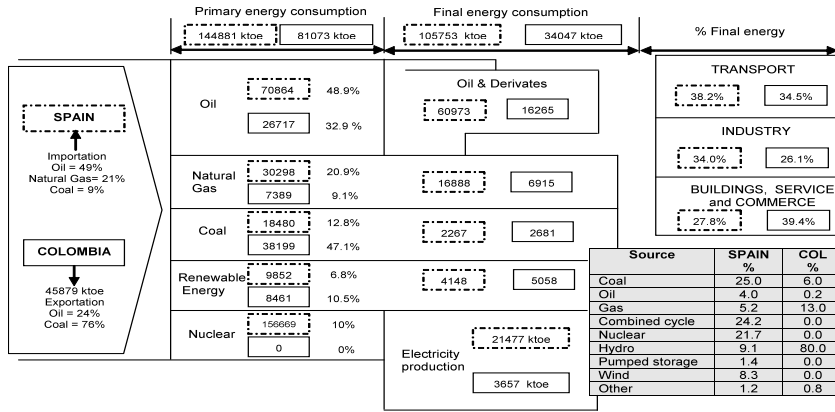 Primary energy consumption
Final energy consumption
144881 ktoe 81073 ktoe
105753 ktoe 34047 ktoe
% Final energy
SPAIN
Importation
Oil = 49%
Natural Gas= 21%
Coal = 9%
COLOMBIA
45879 ktoe
Exportation
Oil = 24%
Coal = 76%
Oil
70864 48.9%
26717 32.9 %
Natural
Gas
30298 20.9%
7389 9.1%
Coal
18480 12.8%
38199 47.1%
Renewable
Energy
9852 6.8%
8461 10.5%
Nuclear
156669 10%
0 0%
Oil & Derivates
60973 16265
16888 6915
2267 2681
4148 5058
Electricity
production
21477 ktoe
3657 ktoe
TRANSPORT
38.2% 34.5%
INDUSTRY
34.0% 26.1%
BUILDINGS, SERVICE
and COMMERCE
27.8% 39.4%
Source SPAIN COL
% %
Coal 25.0 6.0
Oil 4.0 0.2
Gas 5.2 13.0
Combined cycle 24.2 0.0
Nuclear 21.7 0.0
Hydro 9.1 80.0
Pumped storage 1.4 0.0
Wind 8.3 0.0
Other 1.2 0.8